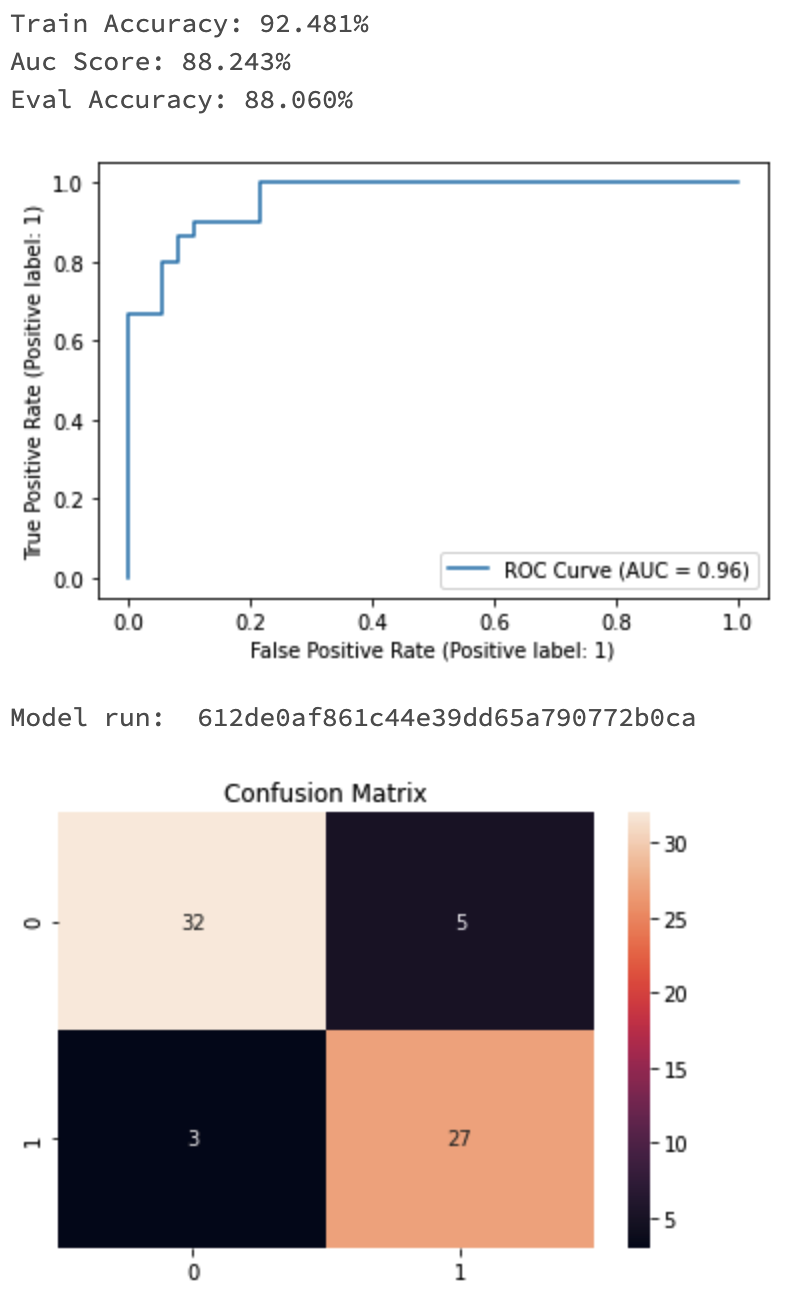 Train Accuracy: 92.481%
Auc Score: 88.243%
Eval Accuracy: 88.060%
1.0
0.8
0.6
0.4
0.2
0.0
True Positive Rate (Positive label: 1)
ROC Curve (AUC = 0.96)
0.0 0.2 0.4 0.6 0.8 1.0
False Positive Rate (Positive label: 1)
Model run: 612de0af861c44e39dd65a790772b0ca
Confusion Matrix
0 32 5
1 3 27
0 1
30
25
20
15
10
5